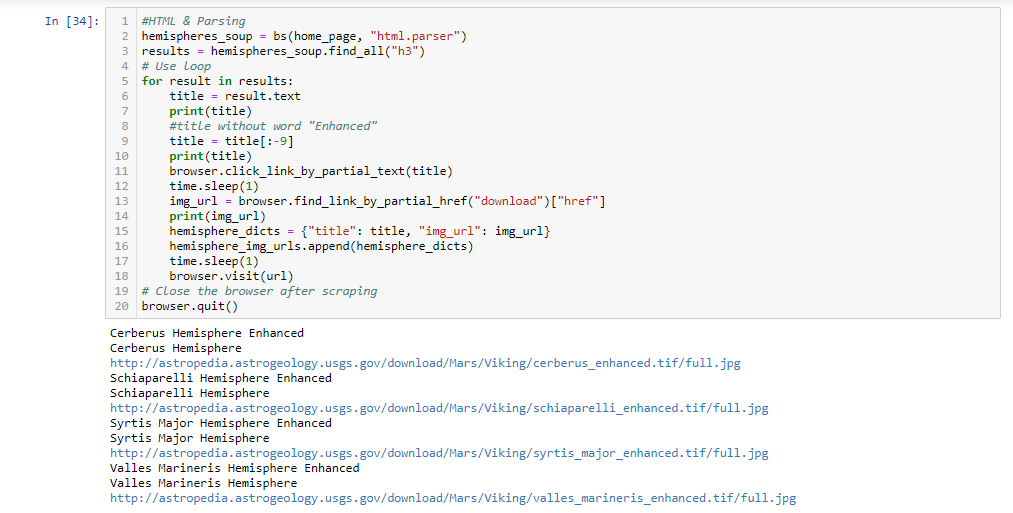 In [34]:
1 #HTML & Parsing
2 hemispheres_soup = bs(home_page, "html.parser")
3 results = hemispheres_soup.find_all("h3")
4 # Use loop
5 for result in results:
6     title = result.text
7     print(title)
8     #title without word "Enhanced"
9     title = title[:-9]
10     print(title)
11     browser.click_link_by_partial_text(title)
12     time.sleep(1)
13     img_url = browser.find_link_by_partial_href("download")["href"]
14     print(img_url)
15     hemisphere_dicts = {"title": title, "img_url": img_url}
16     hemisphere_img_urls.append(hemisphere_dicts)
17     time.sleep(1)
18     browser.visit(url)
19 # Close the browser after scraping
20 browser.quit()
Cerberus Hemisphere Enhanced
Cerberus Hemisphere
http://astropedia.astrogeology.usgs.gov/download/Mars/Viking/cerberus_enhanced.tif/full.jpg
Schiaparelli Hemisphere Enhanced
Schiaparelli Hemisphere
http://astropedia.astrogeology.usgs.gov/download/Mars/Viking/schiaparelli_enhanced.tif/full.jpg
Syrtis Major Hemisphere Enhanced
Syrtis Major Hemisphere
http://astropedia.astrogeology.usgs.gov/download/Mars/Viking/syrtis_major_enhanced.tif/full.jpg
Valles Marineris Hemisphere Enhanced
Valles Marineris Hemisphere
http://astropedia.astrogeology.usgs.gov/download/Mars/Viking/valles_marineris_enhanced.tif/full.jpg